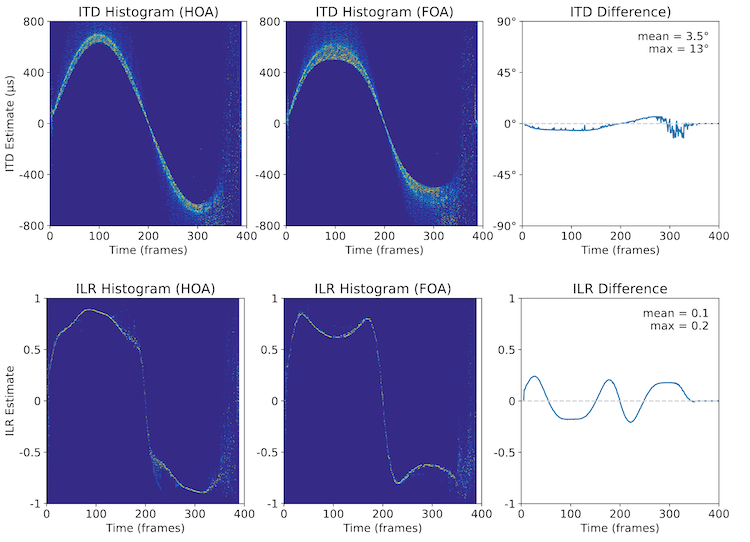 ITD Histogram (HOA)
ITD Histogram (FOA)
ITD Difference)
800
400
0
-400
-800
ITD Estimate (μs)
0 100 200 300 400
Time (frames)
800
400
0
-400
-800
0 100 200 300 400
Time (frames)
90°
45°
0°
-45°
-90°
mean = 3.5°
max = 13°
0 100 200 300 400
Time (frames)
ILR Histogram (HOA)
ILR Histogram (FOA)
ILR Difference
1
0.5
0
-0.5
-1
ILR Estimate
0 100 200 300 400
Time (frames)
1
0.5
0
-0.5
-1
0 100 200 300 400
Time (frames)
1
0.5
0
-0.5
-1
mean = 0.1
max = 0.2
0 100 200 300 400
Time (frames)